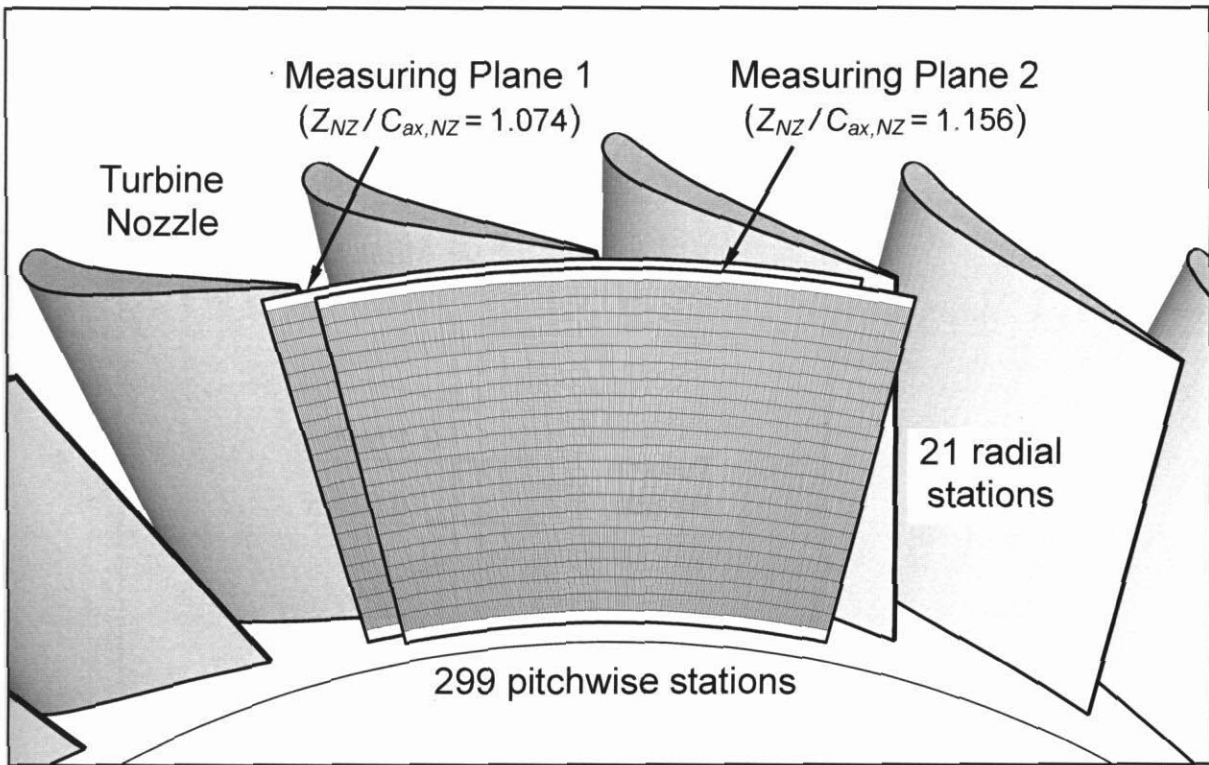 Measuring Plane 1
(Z_NZ/C_ax,NZ = 1.074)
Measuring Plane 2
(Z_NZ/C_ax,NZ = 1.156)
Turbine
Nozzle
21 radial
stations
299 pitchwise stations